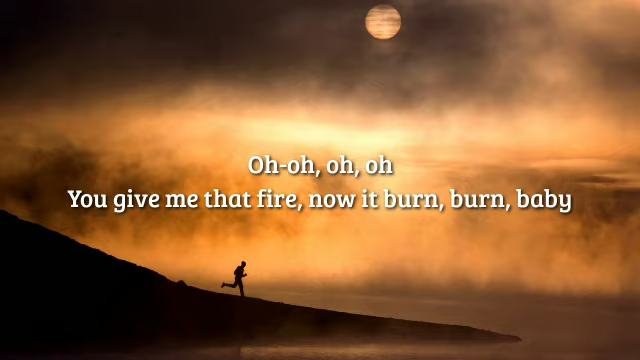 Oh-oh, oh, oh
You give me that fire, now it burn, burn, baby